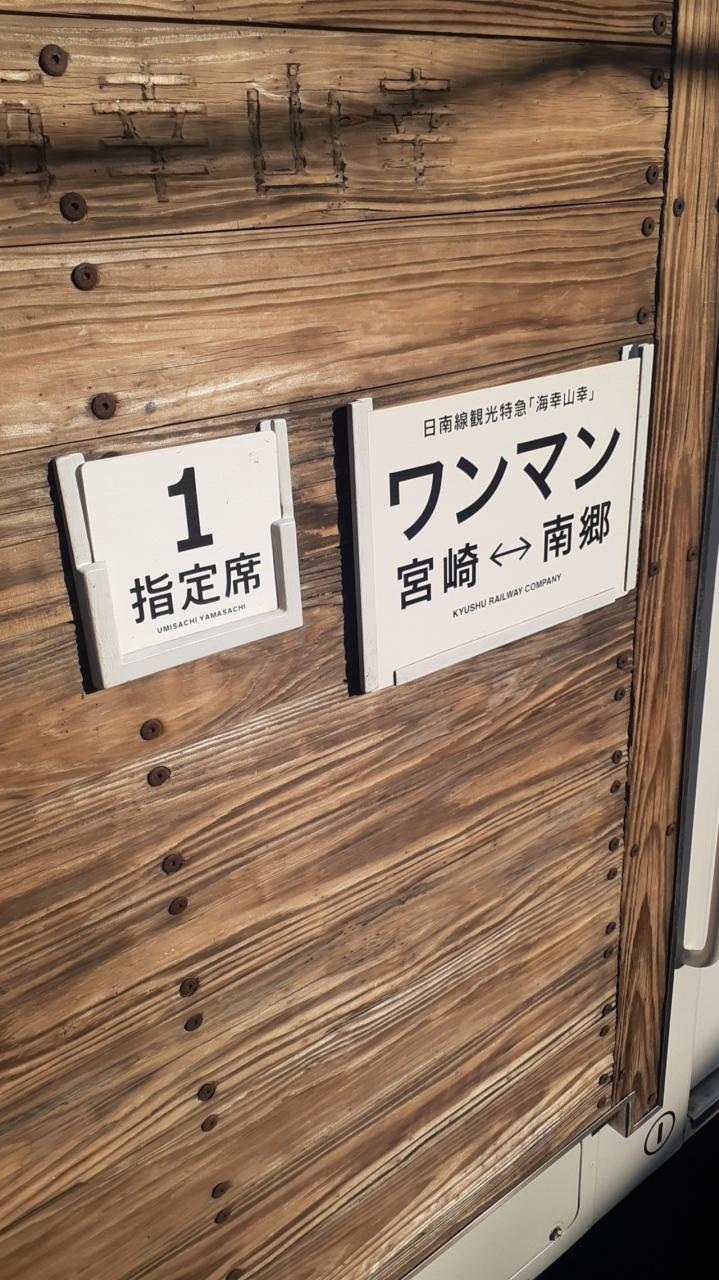 海幸山幸
1
指定席
UMISACHI YAMASACHI
日南線観光特急「海幸山幸」
ワンマン
宮崎↔南郷
KYUSHU RAILWAY COMPANY